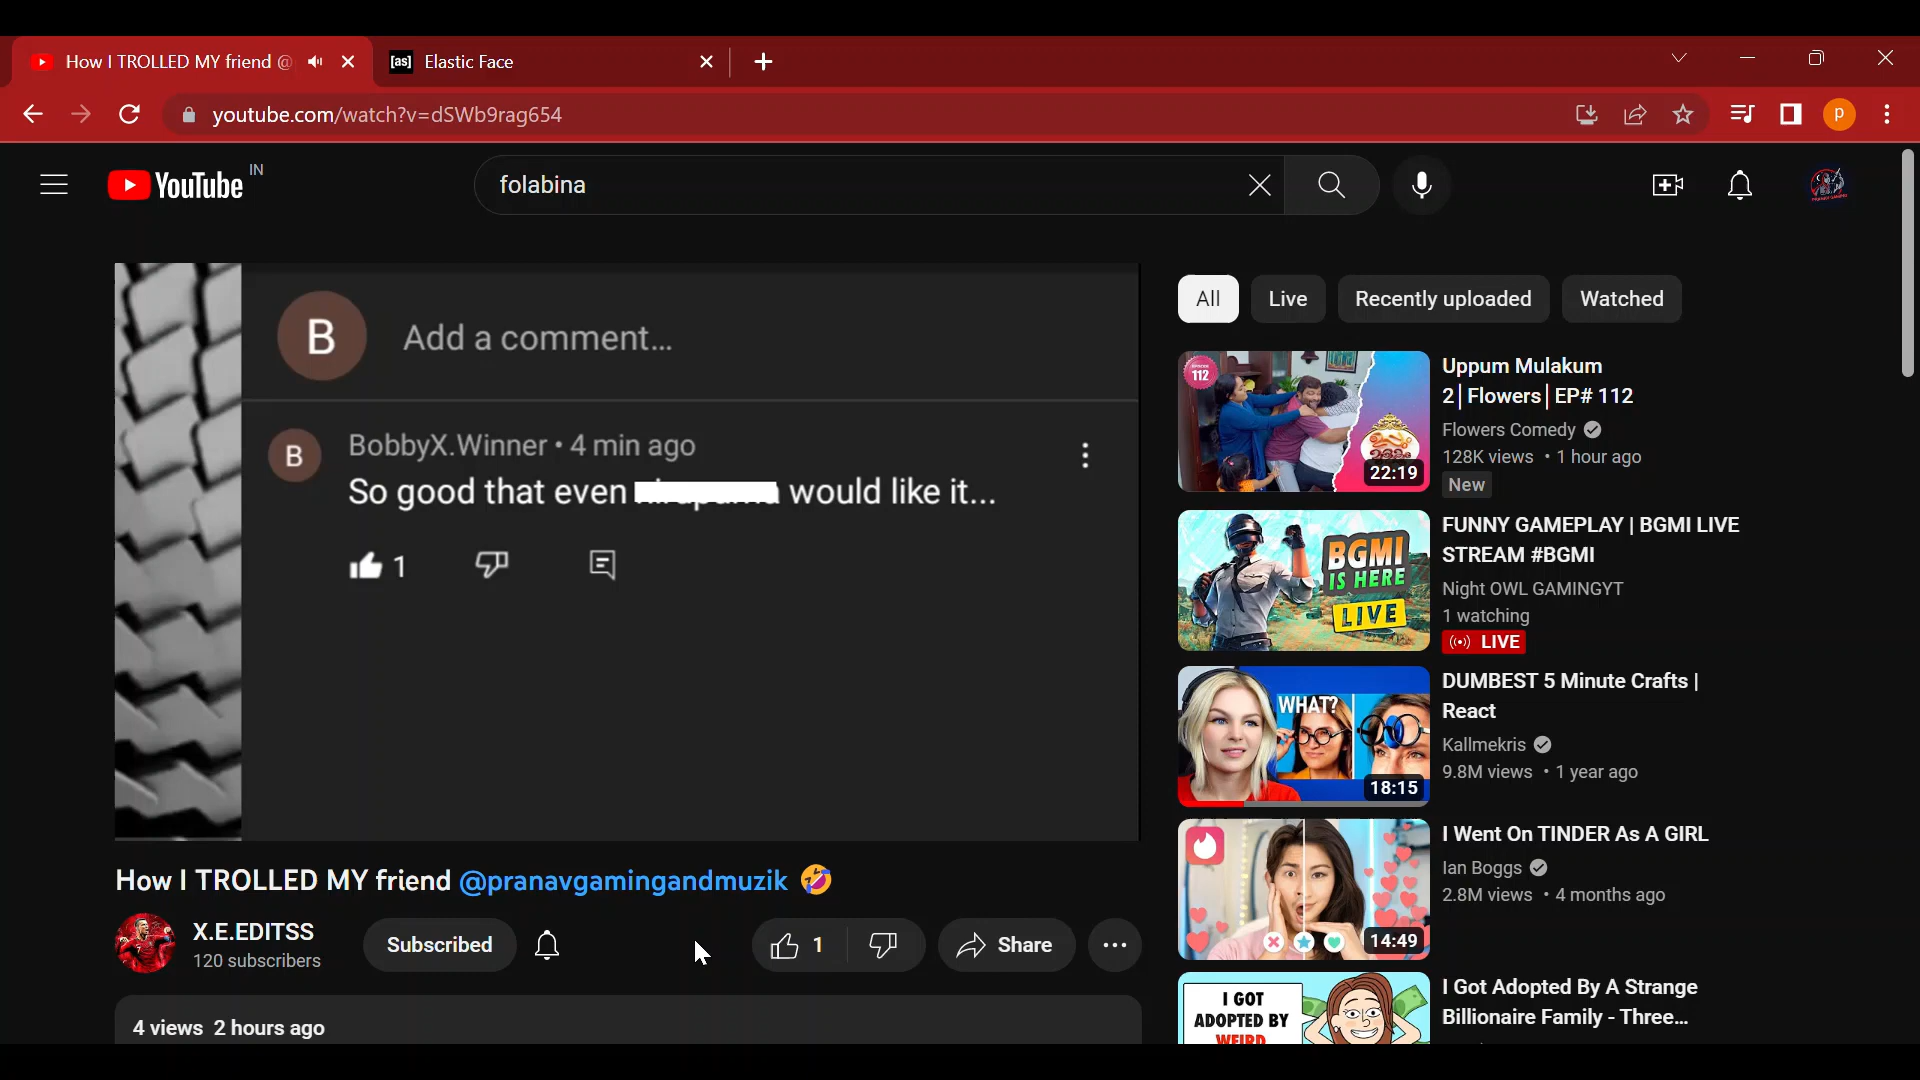 How I TROLLED MY friend @
[as] Elastic Face
youtube.com/watch?v=dSWb9rag654
p
YouTube IN
folabina
B Add a comment...
B BobbyX.Winner • 4 min ago
So good that even would like it...
1
How I TROLLED MY friend @pranavgamingandmuzik 🤣
X.E.EDITSS
120 subscribers
Subscribed
1
Share
4 views 2 hours ago
All Live Recently uploaded Watched
112
22:19
Uppum Mulakum
2│Flowers│EP# 112
Flowers Comedy
128K views • 1 hour ago
New
BGMI
IS HERE
LIVE
FUNNY GAMEPLAY | BGMI LIVE
STREAM #BGMI
Night OWL GAMINGYT
1 watching
LIVE
WHAT?
18:15
DUMBEST 5 Minute Crafts |
React
Kallmekris
9.8M views • 1 year ago
14:49
I Went On TINDER As A GIRL
Ian Boggs
2.8M views • 4 months ago
I GOT
ADOPTED BY
WEIRD
I Got Adopted By A Strange
Billionaire Family - Three...